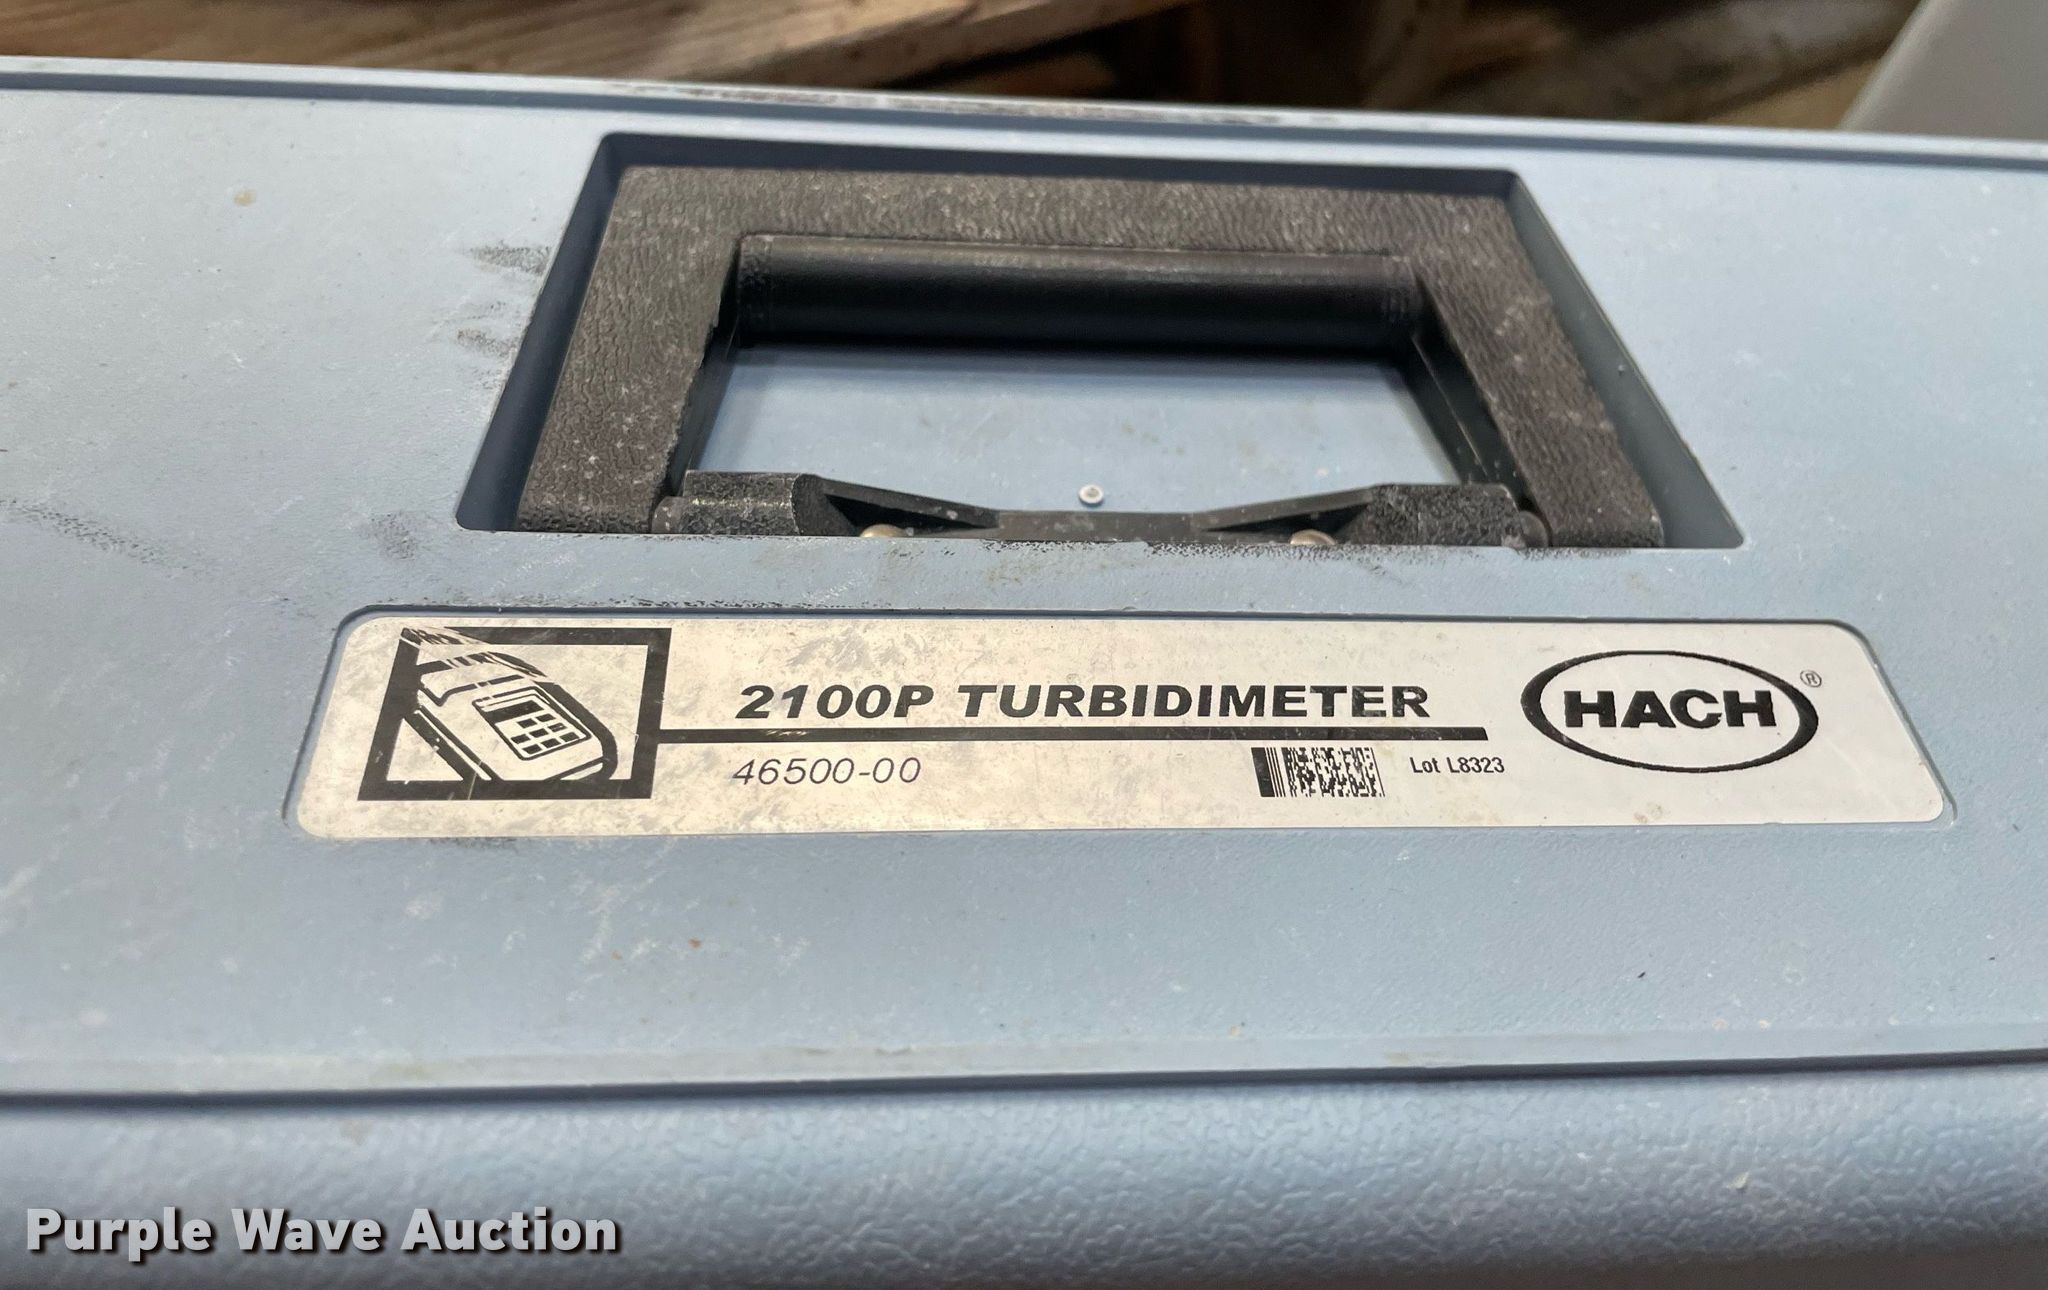 2100P TURBIDIMETER
46500-00
Lot L8323
HACH®
Purple Wave Auction